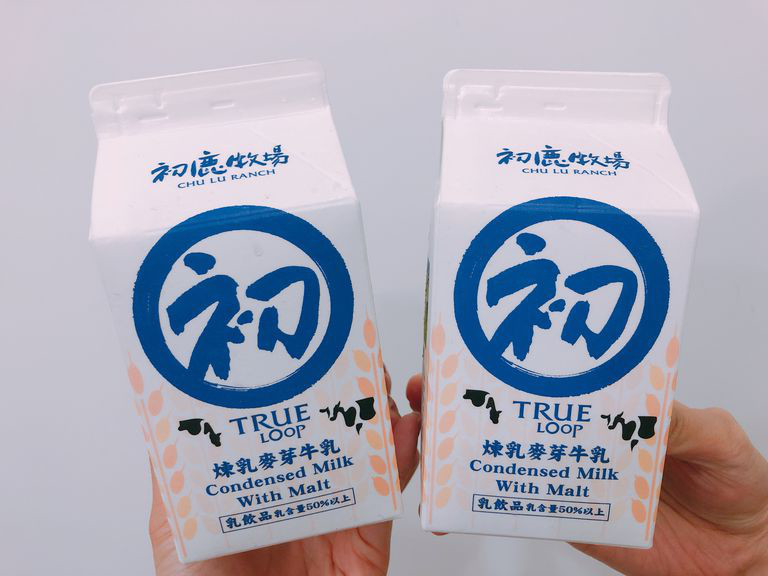 初鹿牧場
CHU LU RANCH
初
TRUE
LOOP
煉乳麥芽牛乳
Condensed Milk
With Malt
乳飲品 乳含量50%以上
初鹿牧場
CHU LU RANCH
初
TRUE
LOOP
煉乳麥芽牛乳
Condensed Milk
With Malt
乳飲品 乳含量50%以上